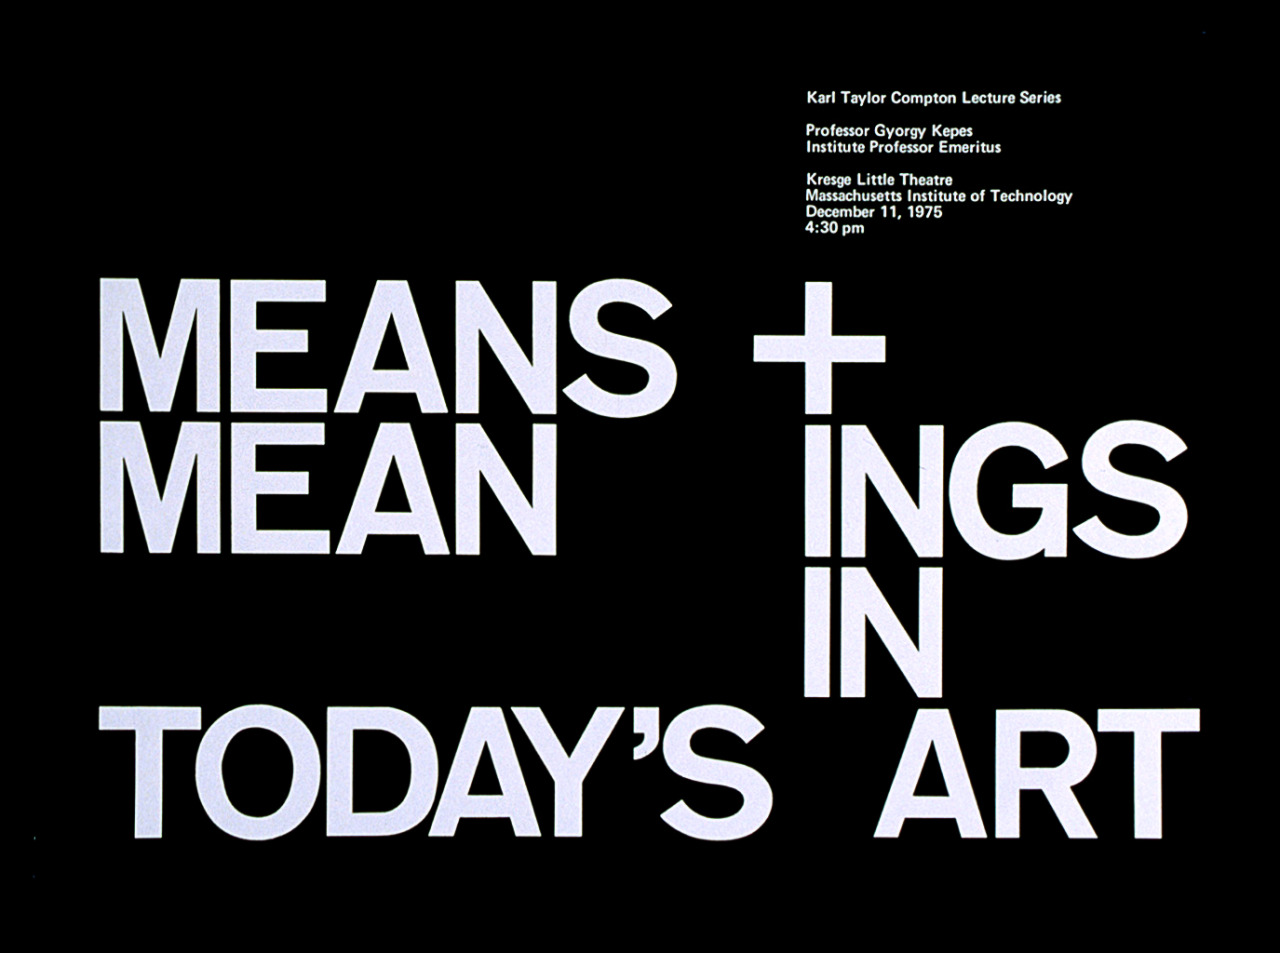 Karl Taylor Compton Lecture Series
Professor Gyorgy Kepes
Institute Professor Emeritus
Kresge Little Theatre
Massachusetts Institute of Technology
December 11, 1975
4:30 pm
MEANS +
MEAN INGS
IN
TODAY’S ART